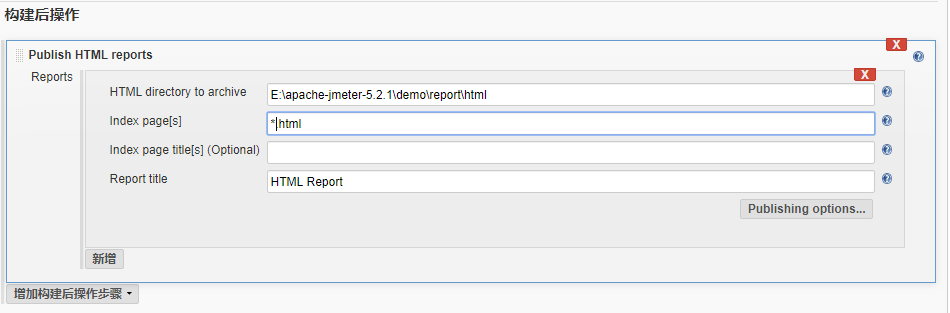 构建后操作
X
Publish HTML reports
Reports
X
HTML directory to archive E:\apache-jmeter-5.2.1\demo\report\html
Index page[s] *.html
Index page title[s] (Optional)
Report title HTML Report
Publishing options...
新增
增加构建后操作步骤